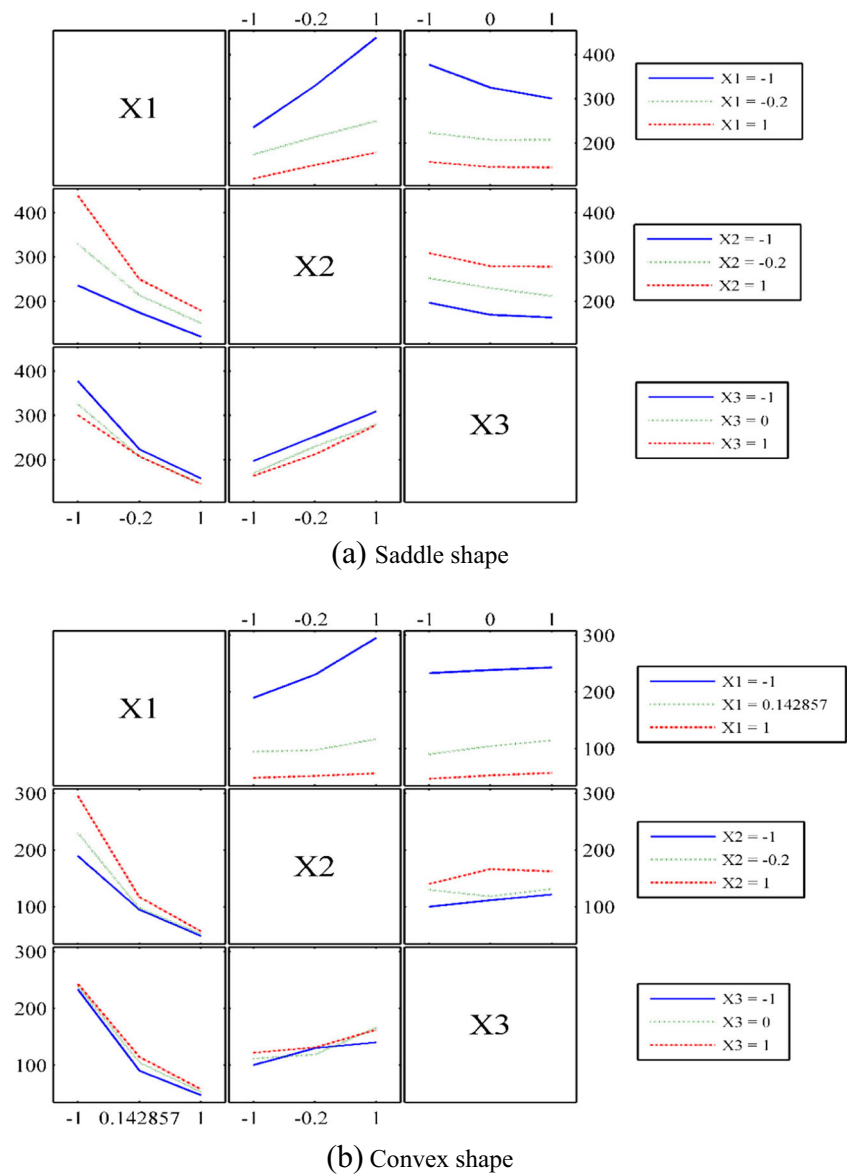 -1 -0.2 1 -1 0 1
X1
400
300
200
X1 = -1
X1 = -0.2
X1 = 1
400
300
200
X2
400
300
200
X2 = -1
X2 = -0.2
X2 = 1
400
300
200
X3
X3 = -1
X3 = 0
X3 = 1
-1 -0.2 1 -1 -0.2 1
(a) Saddle shape
-1 -0.2 1 -1 0 1
X1
300
200
100
X1 = -1
X1 = 0.142857
X1 = 1
300
200
100
X2
300
200
100
X2 = -1
X2 = -0.2
X2 = 1
300
200
100
X3
X3 = -1
X3 = 0
X3 = 1
-1 0.142857 1 -1 -0.2 1
(b) Convex shape